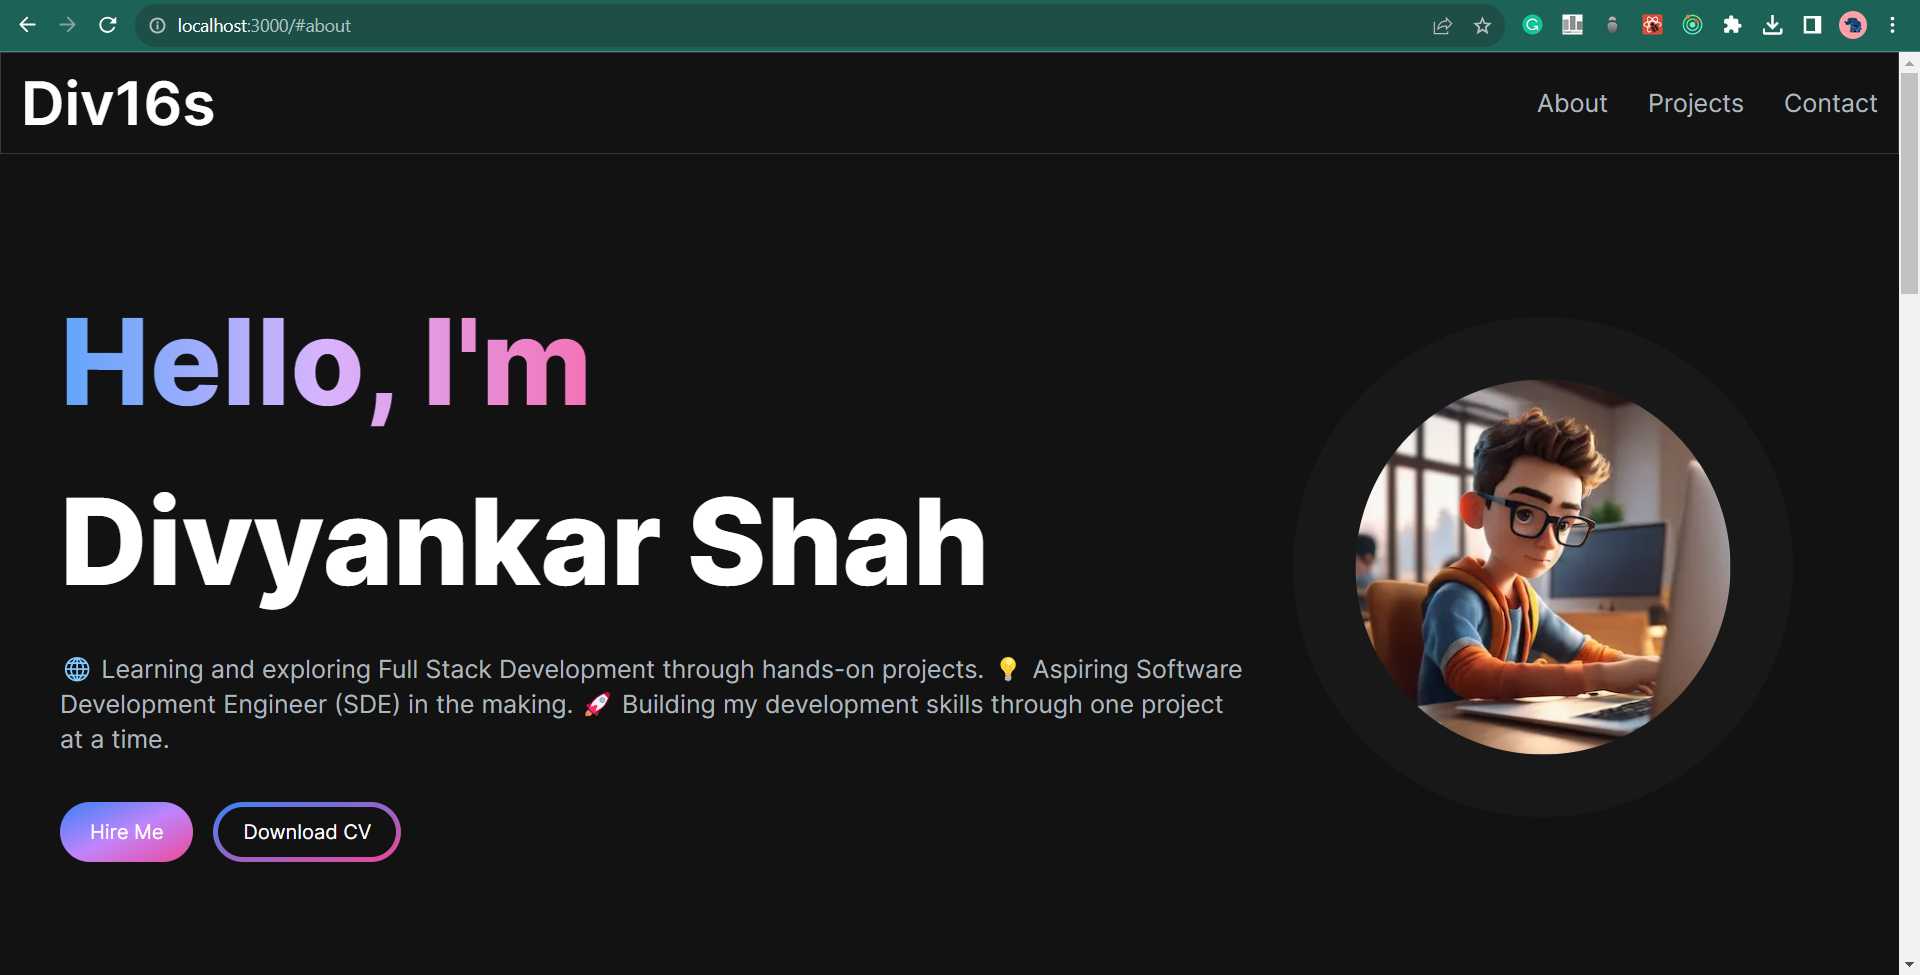 localhost:3000/#about
Div16s
About Projects Contact
Hello, I'm
Divyankar Shah
🌐 Learning and exploring Full Stack Development through hands-on projects. 💡 Aspiring Software
Development Engineer (SDE) in the making. 🚀 Building my development skills through one project
at a time.
Hire Me Download CV